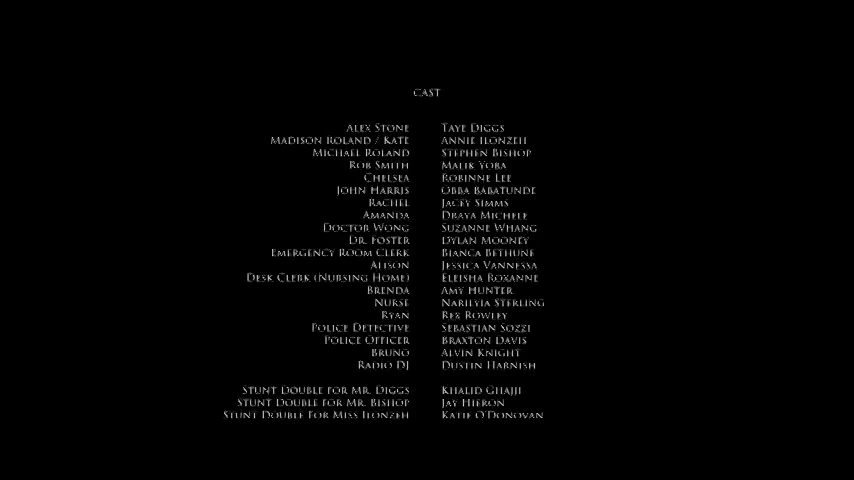 CAST
ALEX STONE TAYE DIGGS
MADISON ROLAND / KATE ANNIE ILONZEH
MICHAEL ROLAND STEPHEN BISHOP
ROB SMITH MALIK YOBA
CHELSEA ROBINNE LEE
JOHN HARRIS OBBA BABATUNDE
RACHEL JACEY SIMMS
AMANDA DBAYA MICHELE
DOCTOR WONG SUZANNE WHANG
DR. FOSTER DYLAN MOONEY
EMERGENCY ROOM CLERK BIANCA BETHUNE
ALISON JESSICA VANNESSA
DESK CLERK (NURSING HOME) ELEISHA ROXANNE
BRENDA AMY HUNTER
NURSE NARILYIA STERLING
RYAN REX ROWLEY
POLICE DETECTIVE SEBASTIAN SOZZI
POLICE OFFICER BRAXTON DAVIS
BRUNO ALVIN KNIGHT
RADIO DJ DUSTIN HARNISH
STUNT DOUBLE FOR MR. DIGGS KHALID GHAJJI
STUNT DOUBLE FOR MR. BISHOP JAY HIERON
STUNT DOUBLE FOR MISS ILONZEH KATIE O'DONOVAN